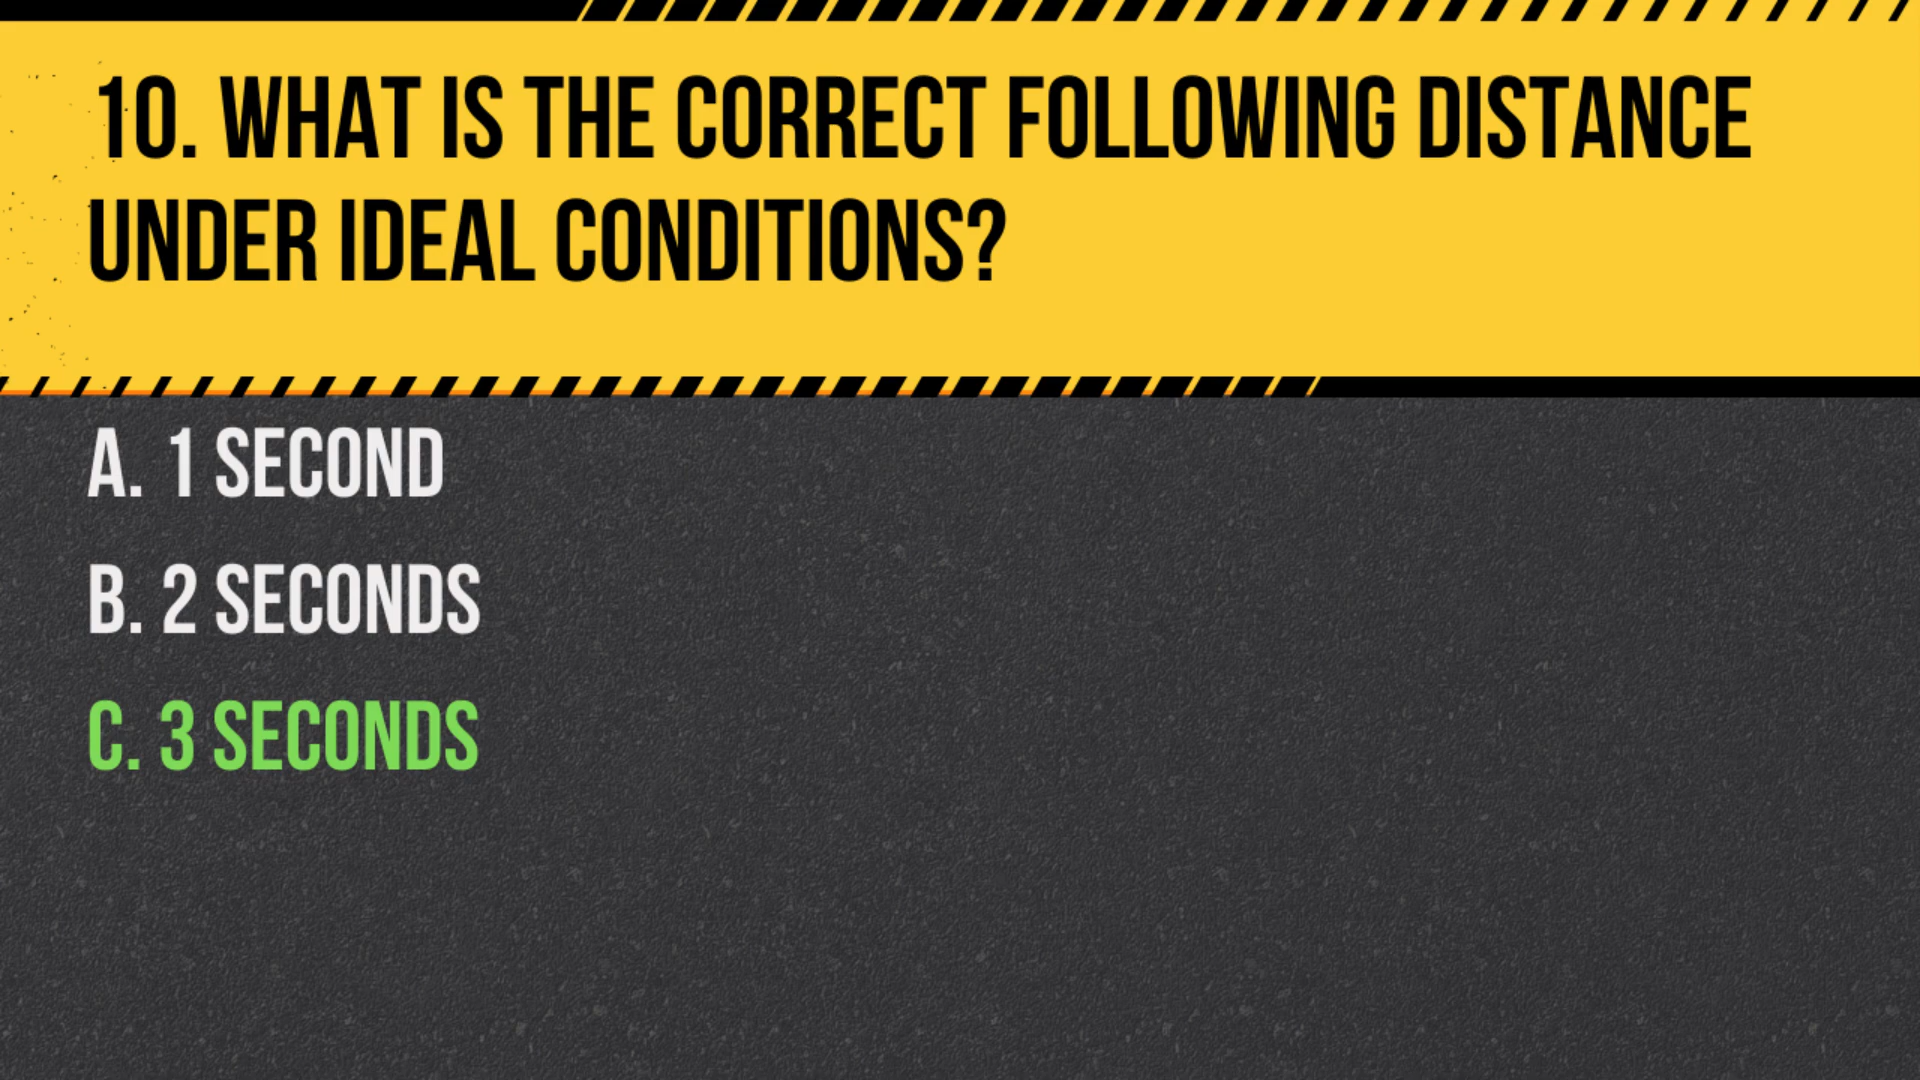 10. WHAT IS THE CORRECT FOLLOWING DISTANCE
UNDER IDEAL CONDITIONS?
A. 1 SECOND
B. 2 SECONDS
C. 3 SECONDS